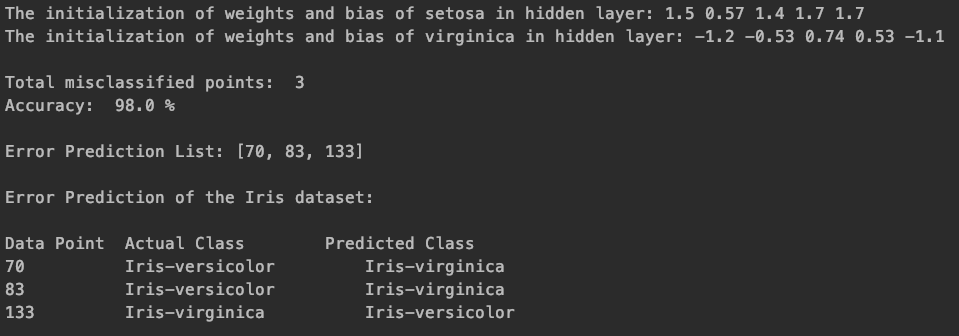 The initialization of weights and bias of setosa in hidden layer: 1.5 0.57 1.4 1.7 1.7
The initialization of weights and bias of virginica in hidden layer: -1.2 -0.53 0.74 0.53 -1.1
Total misclassified points:  3
Accuracy:  98.0 %
Error Prediction List: [70, 83, 133]
Error Prediction of the Iris dataset:
Data Point  Actual Class        Predicted Class
70          Iris-versicolor         Iris-virginica
83          Iris-versicolor         Iris-virginica
133         Iris-virginica          Iris-versicolor